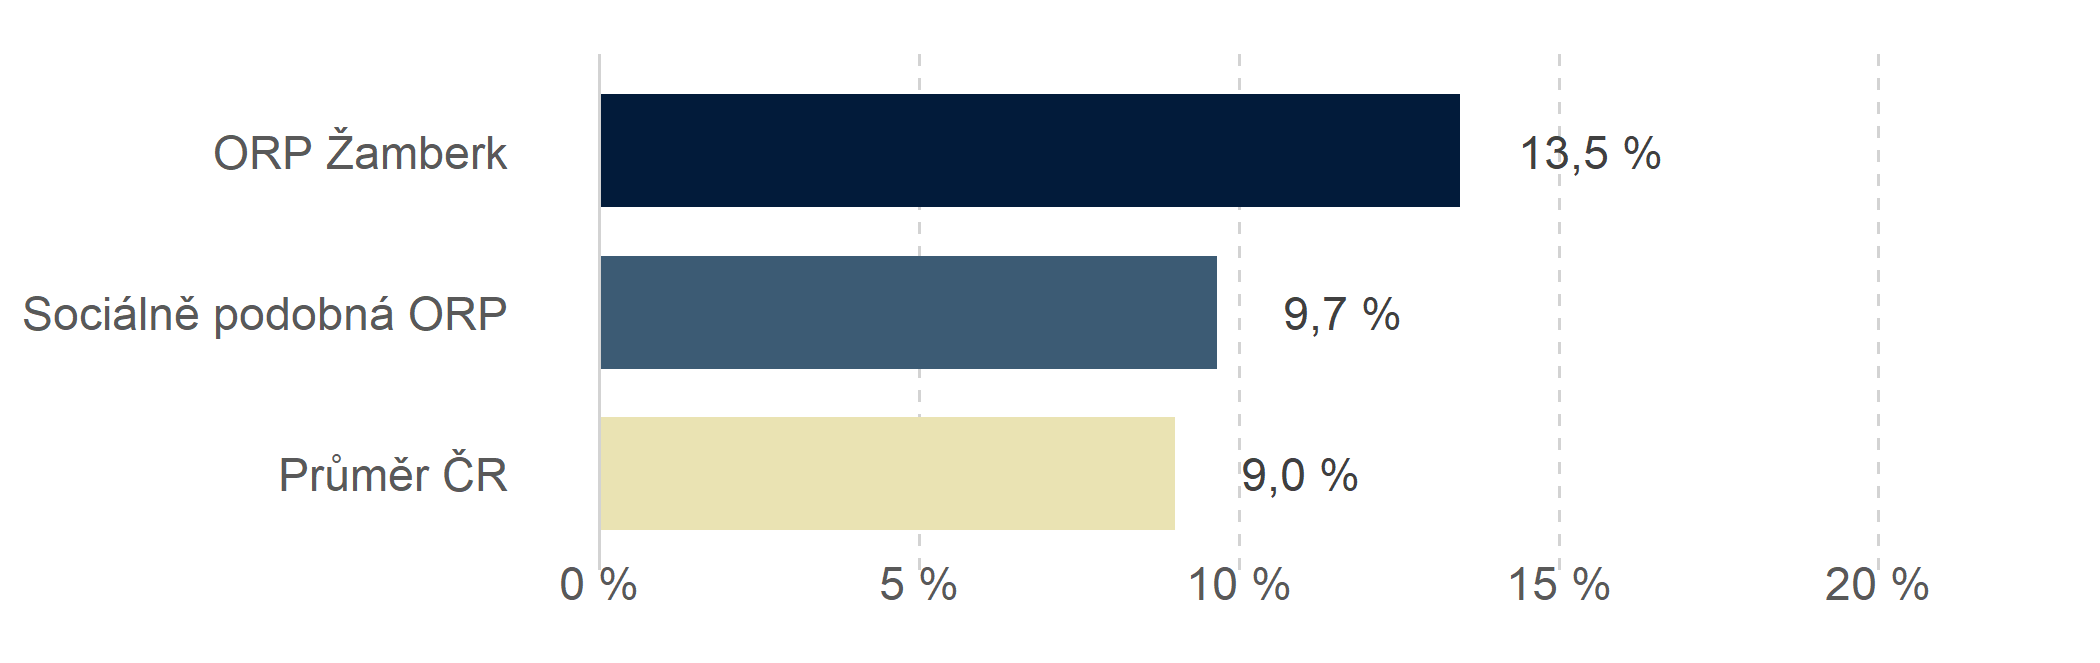 ORP Žamberk
13,5 %
Sociálně podobná ORP
9,7 %
Průměr ČR
9,0 %
0 %
5 %
10 %
15 %
20 %